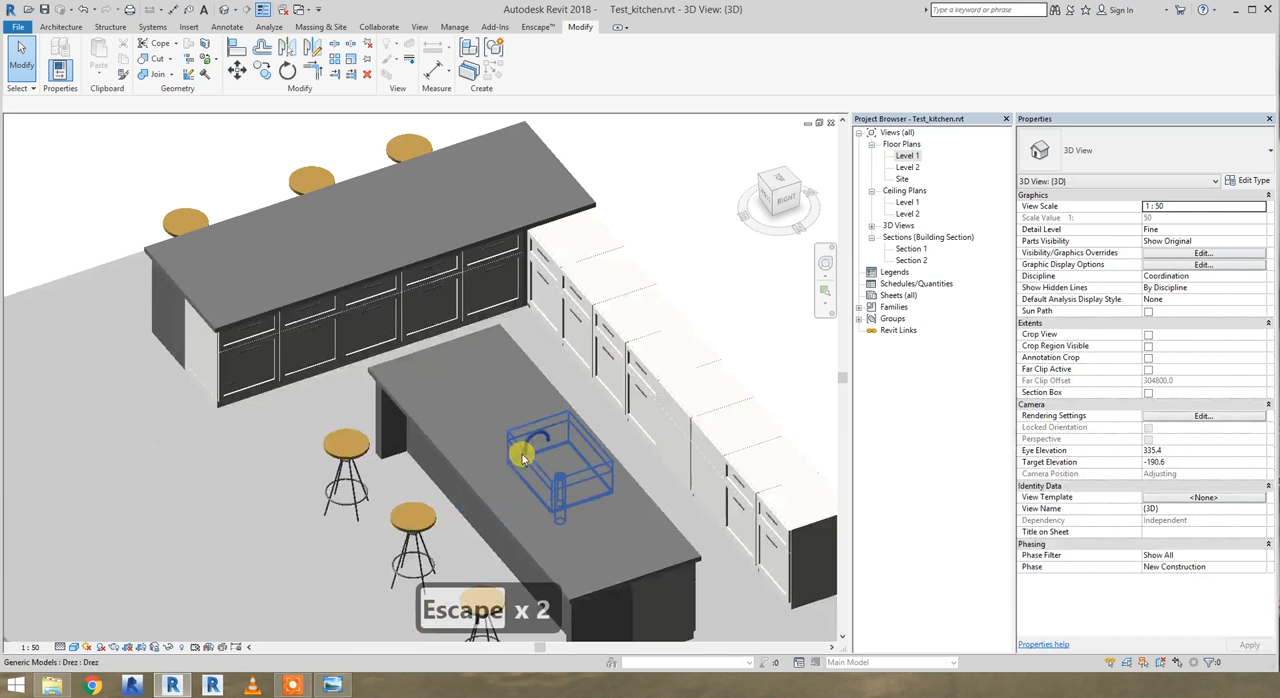 Autodesk Revit 2018 - Test_kitchen.rvt - 3D View: {3D}
Type a keyword or phrase
Sign In
File Architecture Structure Systems Insert Annotate Analyze Massing & Site Collaborate View Manage Add-Ins Enscape™ Modify
Modify
Paste
Cope
Cut
Join
Select Properties Clipboard Geometry Modify View Measure Create
Project Browser - Test_kitchen.rvt
Views (all)
Floor Plans
Level 1
Level 2
Site
Ceiling Plans
Level 1
Level 2
3D Views
Sections (Building Section)
Section 1
Section 2
Legends
Schedules/Quantities
Sheets (all)
Families
Groups
Revit Links
Properties
3D View
3D View: {3D} Edit Type
Graphics
View Scale 1 : 50
Scale Value 1: 50
Detail Level Fine
Parts Visibility Show Original
Visibility/Graphics Overrides Edit...
Graphic Display Options Edit...
Discipline Coordination
Show Hidden Lines By Discipline
Default Analysis Display Style None
Sun Path
Extents
Crop View
Crop Region Visible
Annotation Crop
Far Clip Active
Far Clip Offset 304800.0
Section Box
Camera
Rendering Settings Edit...
Locked Orientation
Perspective
Eye Elevation 335.4
Target Elevation -190.6
Camera Position Adjusting
Identity Data
View Template <None>
View Name {3D}
Dependency Independent
Title on Sheet
Phasing
Phase Filter Show All
Phase New Construction
Properties help Apply
TOP
RIGHT
Escape x 2
1 : 50
Generic Models : Drez : Drez
:0
Main Model
:0